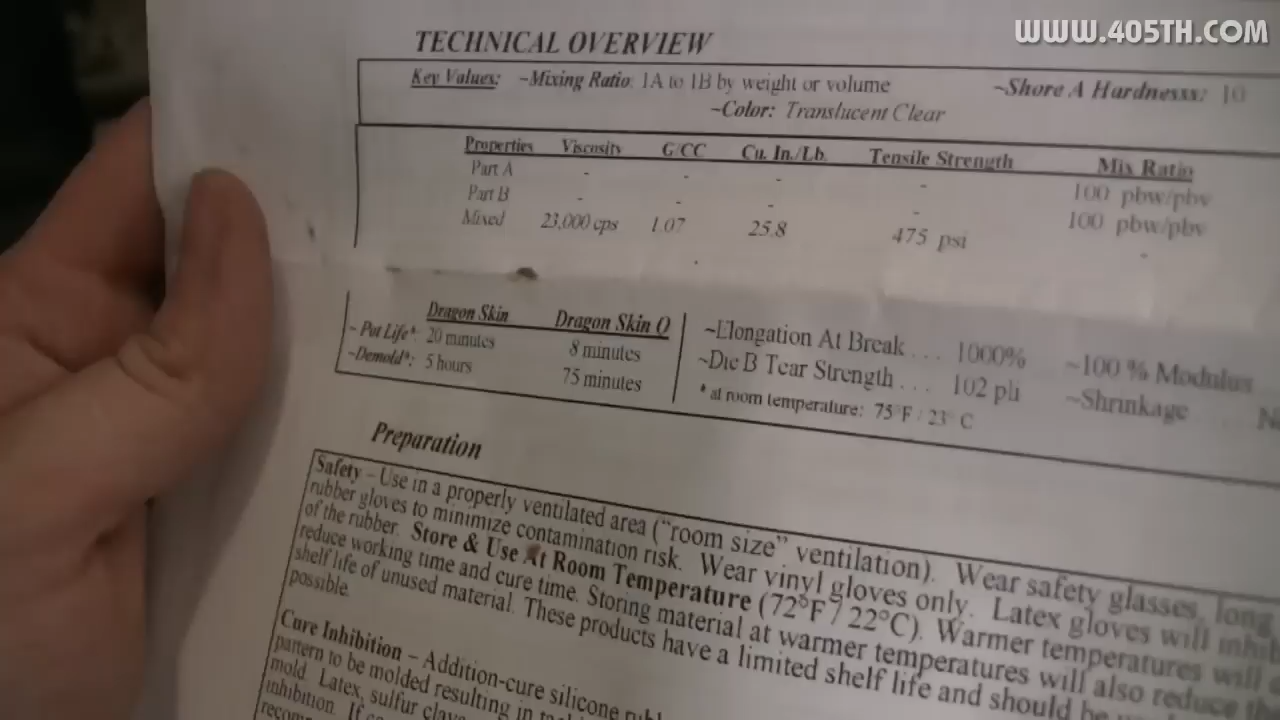 WWW.405TH.COM
TECHNICAL OVERVIEW
Key Values: ~Mixing Ratio: 1A to 1B by weight or volume ~Shore A Hardnesss: 10
~Color: Translucent Clear
Properties Viscosity G/CC Cu. In./Lb. Tensile Strength Mix Ratio
Part A - - - - 100 pbw/pbv
Part B - - - - 100 pbw/pbv
Mixed 23,000 cps 1.07 25.8 475 psi -
Dragon Skin Dragon Skin Q
~Pot Life*: 20 minutes 8 minutes ~Elongation At Break . . . 1000% ~100 % Modulus
~Demold*: 5 hours 75 minutes ~Die B Tear Strength . . . 102 pli ~Shrinkage
* at room temperature: 75°F / 23° C
Preparation
Safety – Use in a properly ventilated area (“room size” ventilation). Wear safety glasses, long
rubber gloves to minimize contamination risk. Wear vinyl gloves only. Latex gloves will
of the rubber. Store & Use At Room Temperature (72°F / 22°C). Warmer temperatures will
reduce working time and cure time. Storing material at warmer temperatures will also reduce the
shelf life of unused material. These products have a limited shelf life and should be
possible.
Cure Inhibition – Addition-cure silicone
pattern to be molded resulting in
mold. Latex, sulfur
inhibition. If